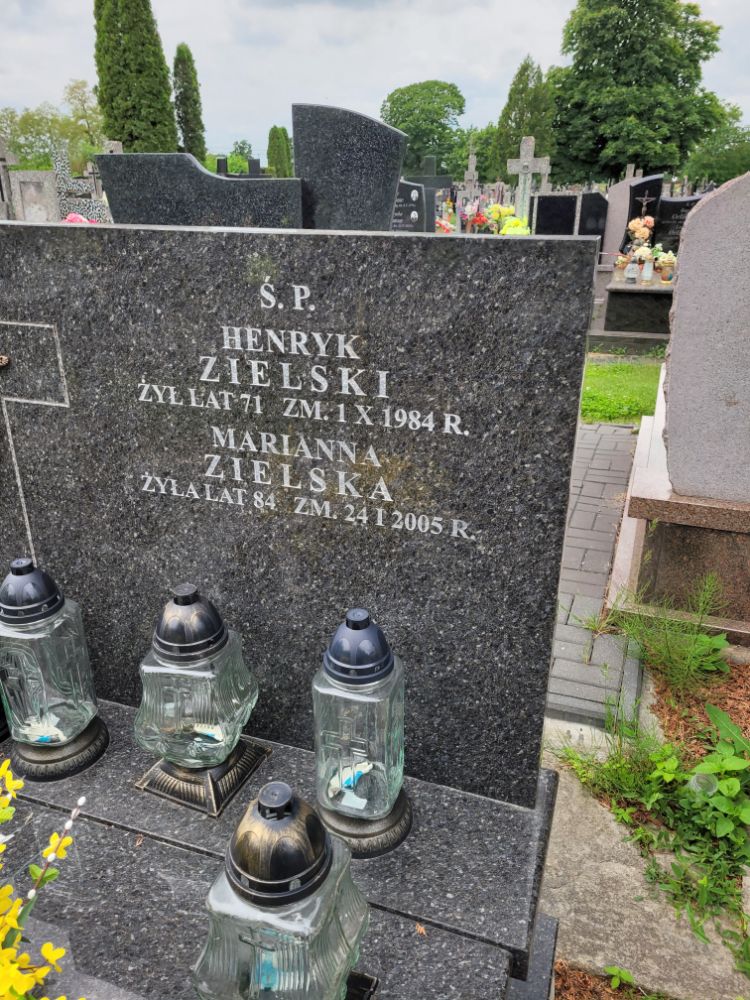 Ś. P.
HENRYK
ZIELSKI
ŻYŁ LAT 71 ZM. 1 X 1984 R.
MARIANNA
ZIELSKA
ŻYŁA LAT 84 ZM. 24 I 2005 R.